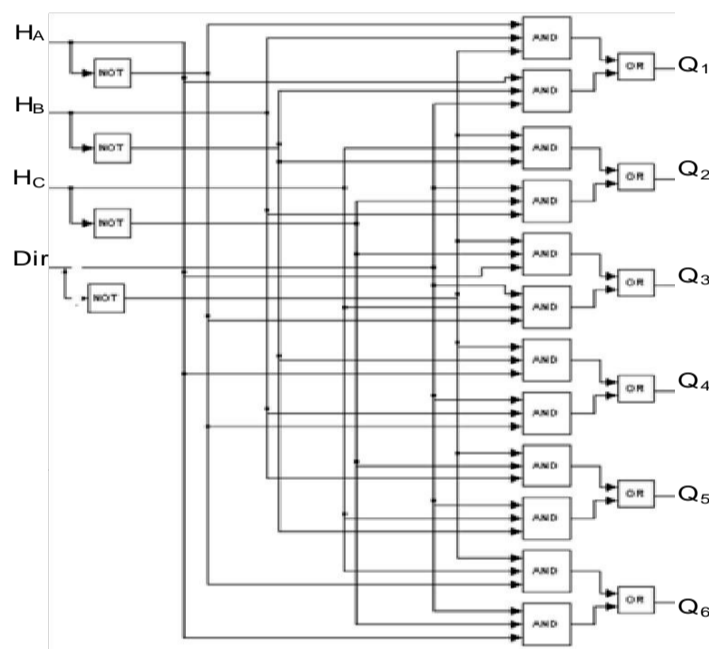 HA
NOT
HB
NOT
HC
NOT
Dir
NOT
AND
AND
OR
Q1
AND
AND
OR
Q2
AND
AND
OR
Q3
AND
AND
OR
Q4
AND
AND
OR
Q5
AND
AND
OR
Q6